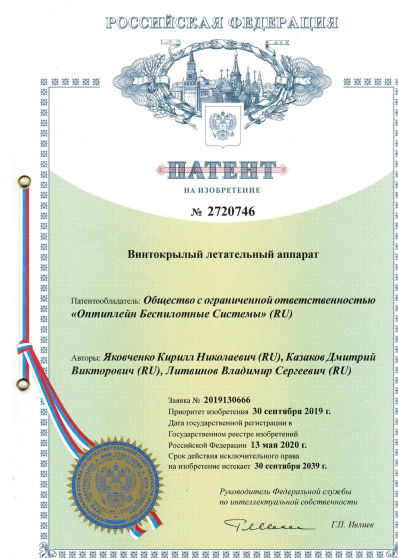 РОССИЙСКАЯ ФЕДЕРАЦИЯ
ПАТЕНТ
НА ИЗОБРЕТЕНИЕ
№ 2720746
Винтокрылый летательный аппарат
Патентообладатель: Общество с ограниченной ответственностью
«Оптиплейн Беспилотные Системы» (RU)
Авторы: Яковченко Кирилл Николаевич (RU), Казаков Дмитрий
Викторович (RU), Литвинов Владимир Сергеевич (RU)
Заявка № 2019130666
Приоритет изобретения 30 сентября 2019 г.
Дата государственной регистрации в
Государственном реестре изобретений
Российской Федерации 13 мая 2020 г.
Срок действия исключительного права
на изобретение истекает 30 сентября 2039 г.
Руководитель Федеральной службы
по интеллектуальной собственности
Г.П. Ивлиев